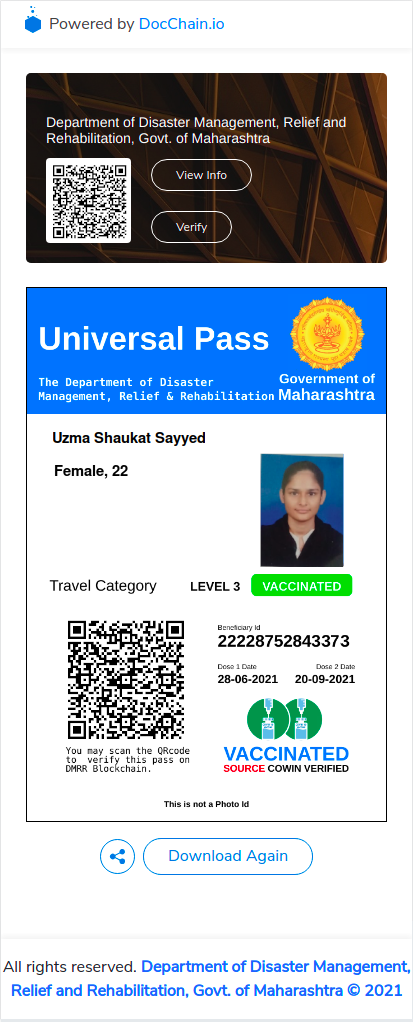 Powered by DocChain.io
Department of Disaster Management, Relief and
Rehabilitation, Govt. of Maharashtra
View Info
Verify
Universal Pass
The Department of Disaster
Management, Relief & Rehabilitation
Government of
Maharashtra
Uzma Shaukat Sayyed
Female, 22
Travel Category LEVEL 3 VACCINATED
Beneficiary Id
22228752843373
Dose 1 Date Dose 2 Date
28-06-2021 20-09-2021
You may scan the QRcode
to verify this pass on
DMRR Blockchain.
VACCINATED
SOURCE COWIN VERIFIED
This is not a Photo Id
Download Again
All rights reserved. Department of Disaster Management,
Relief and Rehabilitation, Govt. of Maharashtra © 2021